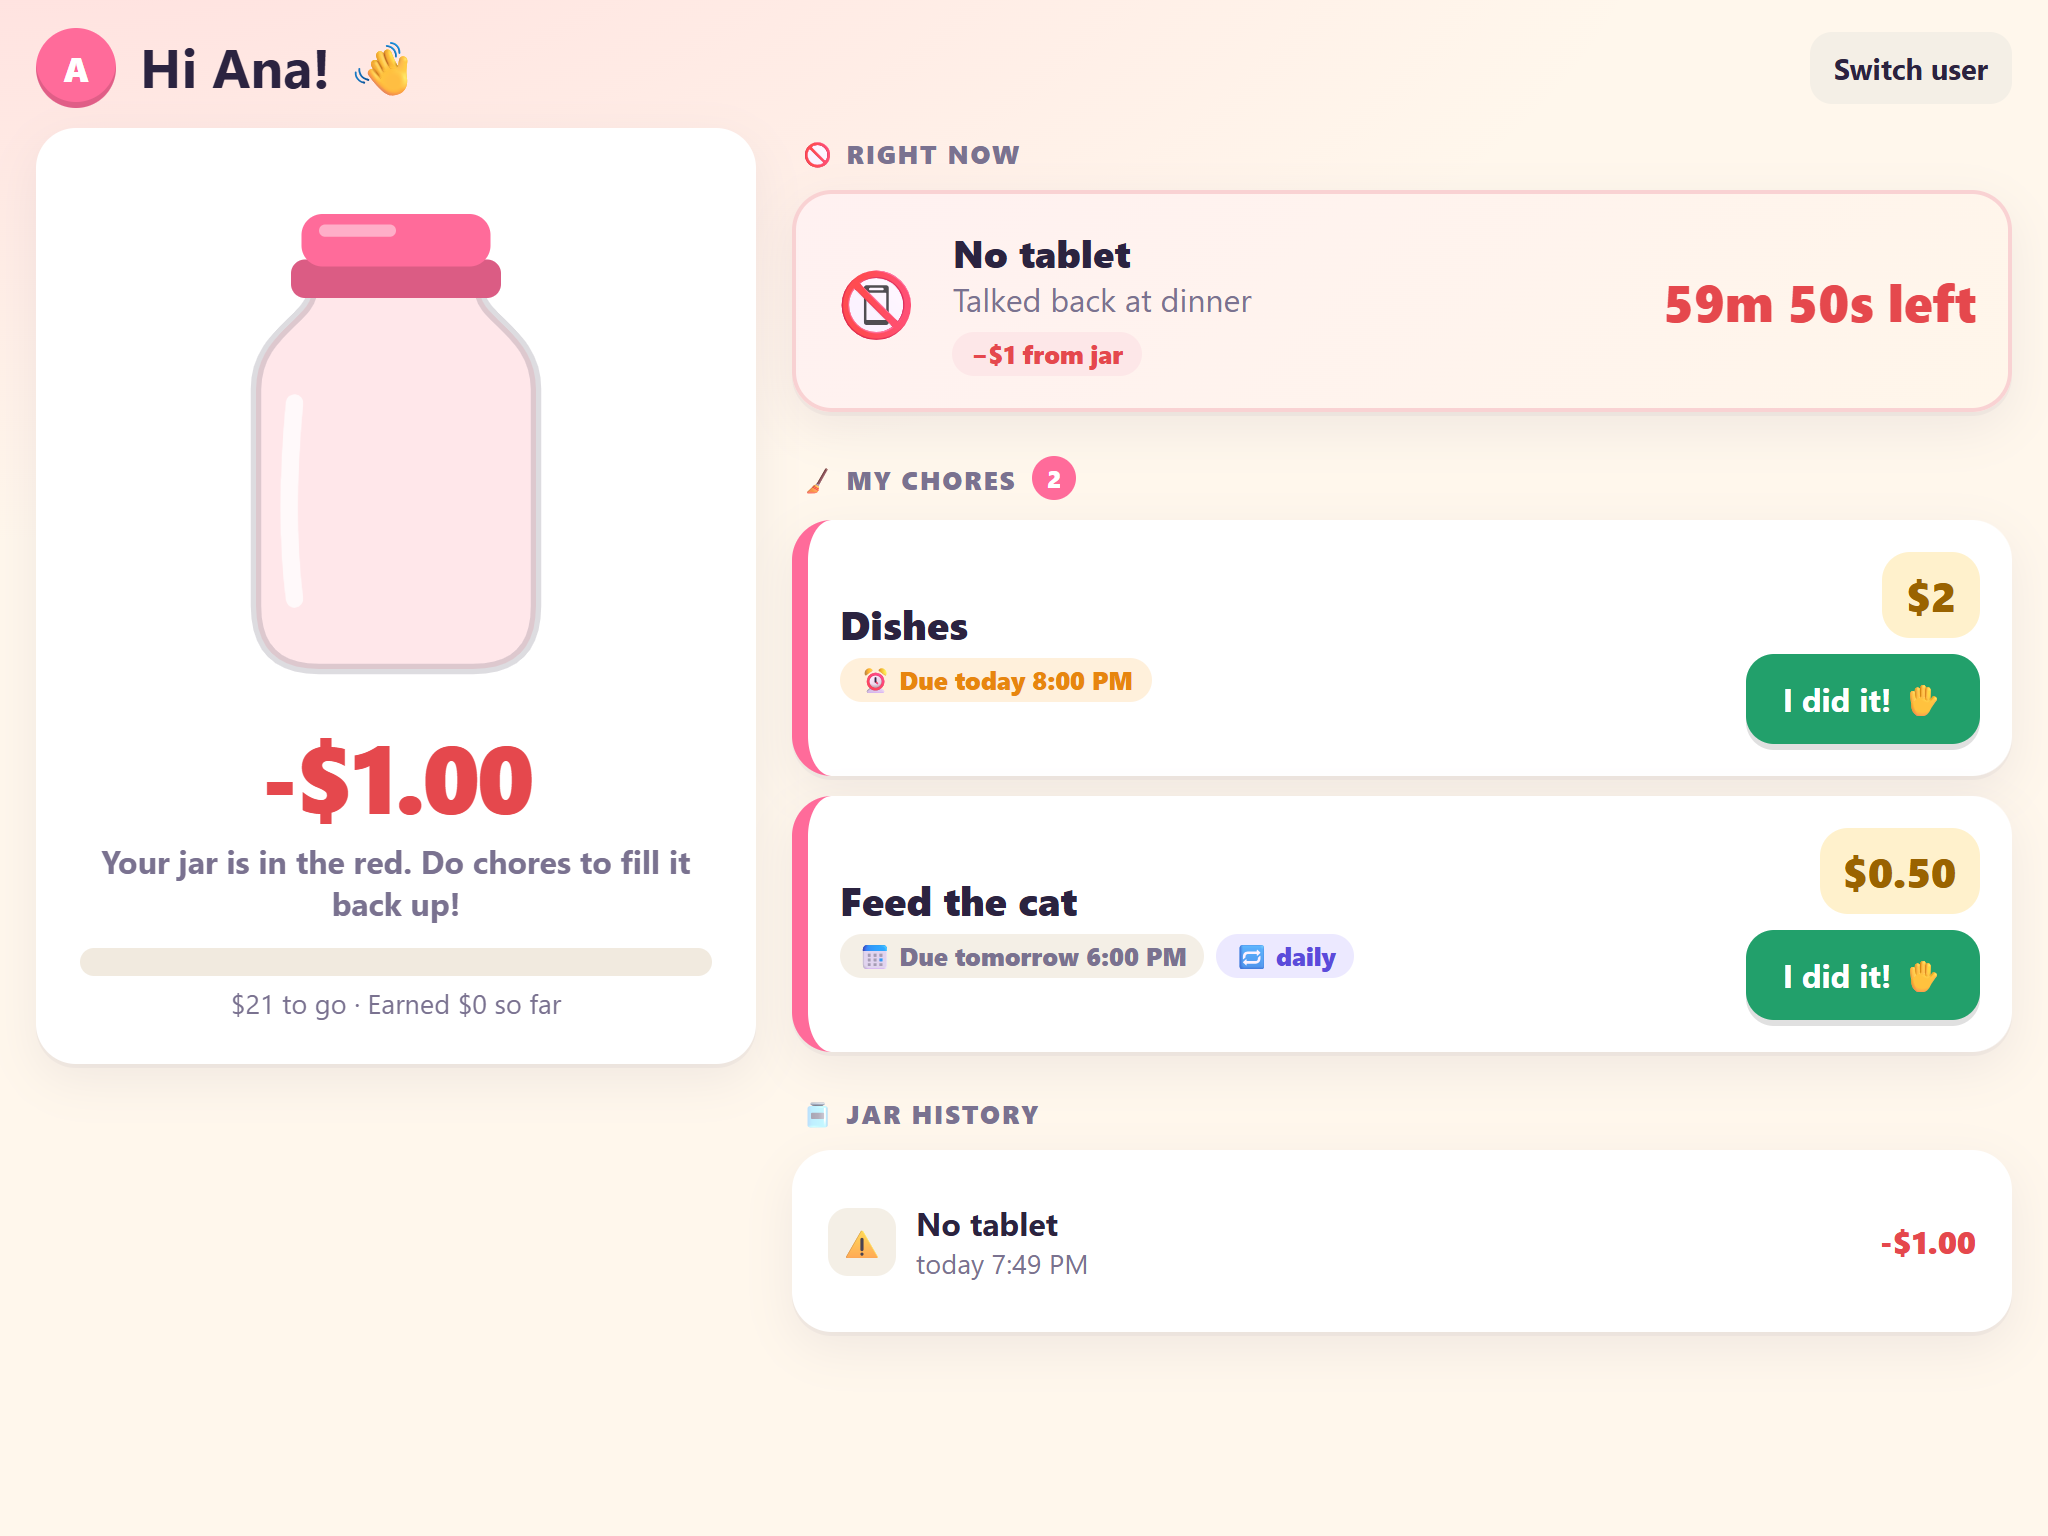 A
Hi Ana!
Switch user
-$1.00
Your jar is in the red. Do chores to fill it
back up!
$21 to go · Earned $0 so far
RIGHT NOW
No tablet
Talked back at dinner
−$1 from jar
59m 50s left
MY CHORES 2
Dishes
Due today 8:00 PM
$2
I did it!
Feed the cat
Due tomorrow 6:00 PM
daily
$0.50
I did it!
JAR HISTORY
No tablet
today 7:49 PM
-$1.00